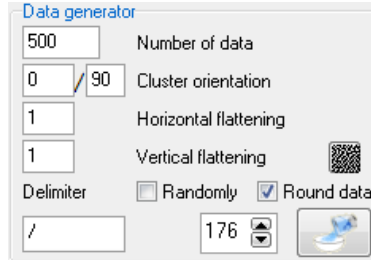 Data generator
500 Number of data
0 / 90 Cluster orientation
1 Horizontal flattening
1 Vertical flattening
Delimiter Randomly Round data
/ 176